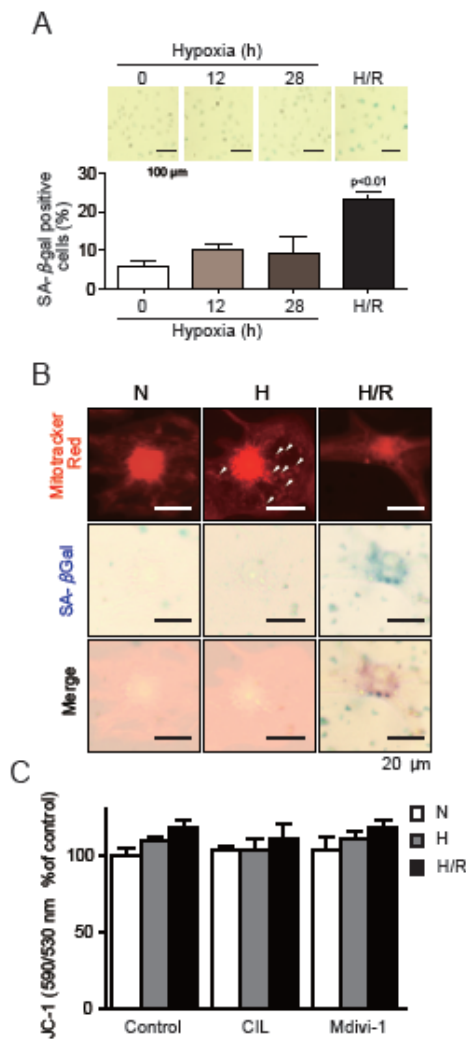 A
Hypoxia (h)
0 12 28 H/R
100 μm
SA-β-gal positive
cells (%)
30
20
10
0
p<0.01
0 12 28 H/R
Hypoxia (h)
B
N H H/R
Mitotracker
Red
SA- βGal
Merge
20 μm
C
JC-1 (590/530 nm % of control)
100
50
0
N
H
H/R
Control CIL Mdivi-1